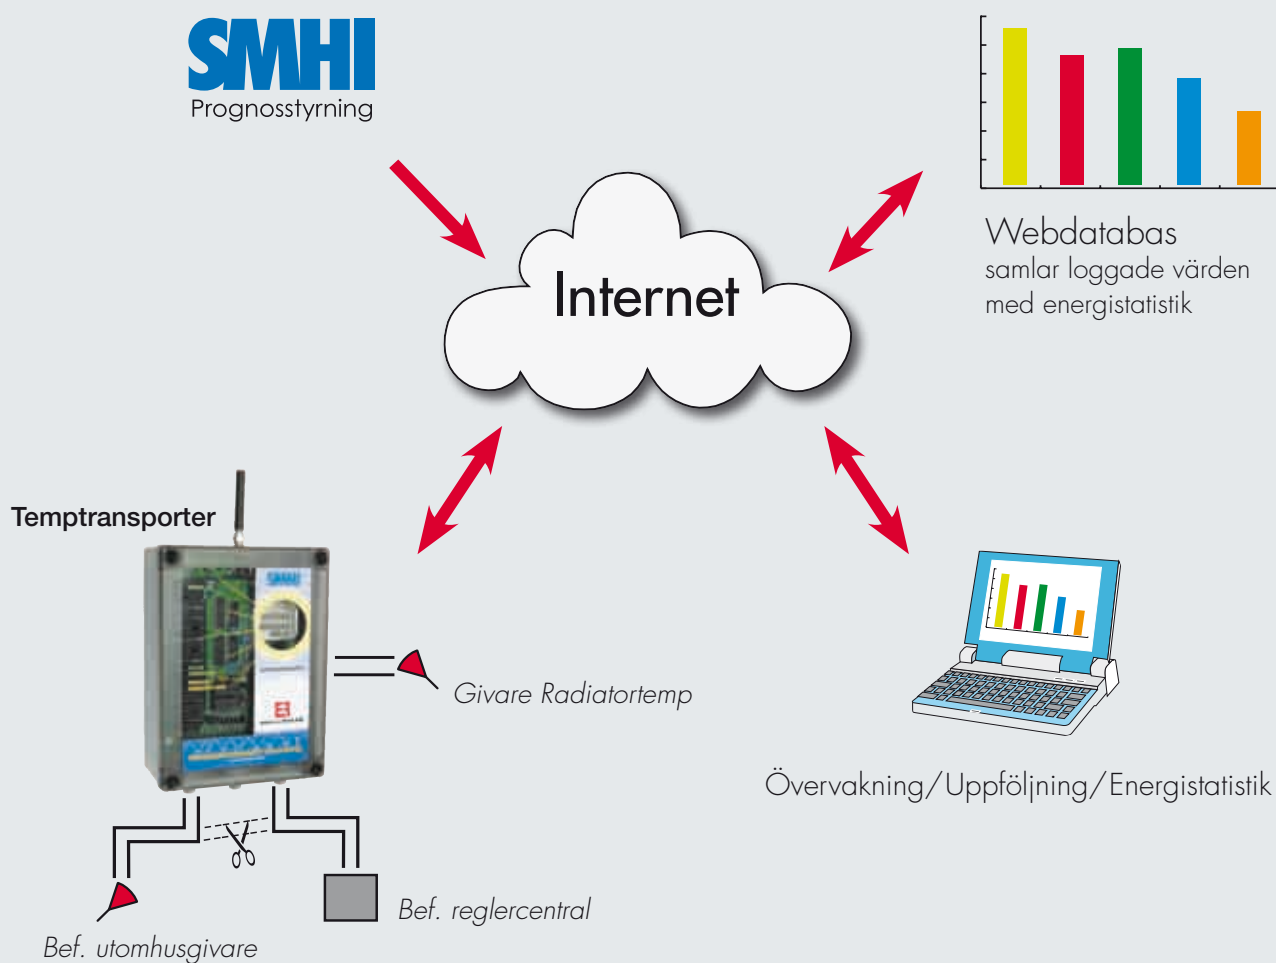 SMHI
Prognosstyrning
Internet
Webdatabas
samlar loggade värden
med energistatistik
Temptransporter
SMHI
Givare Radiatortemp
Övervakning/Uppföljning/Energistatistik
Bef. reglercentral
Bef. utomhusgivare